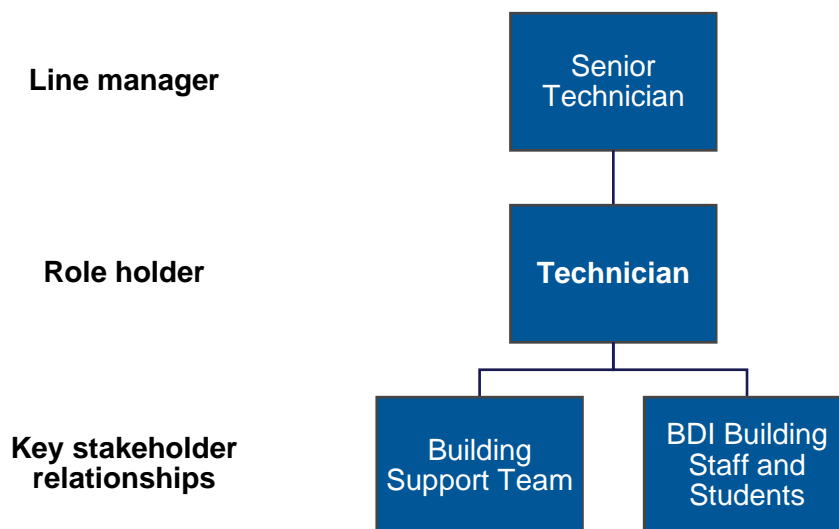 Line manager
Senior
Technician
Role holder
Technician
Key stakeholder
relationships
Building
Support Team
BDI Building
Staff and
Students